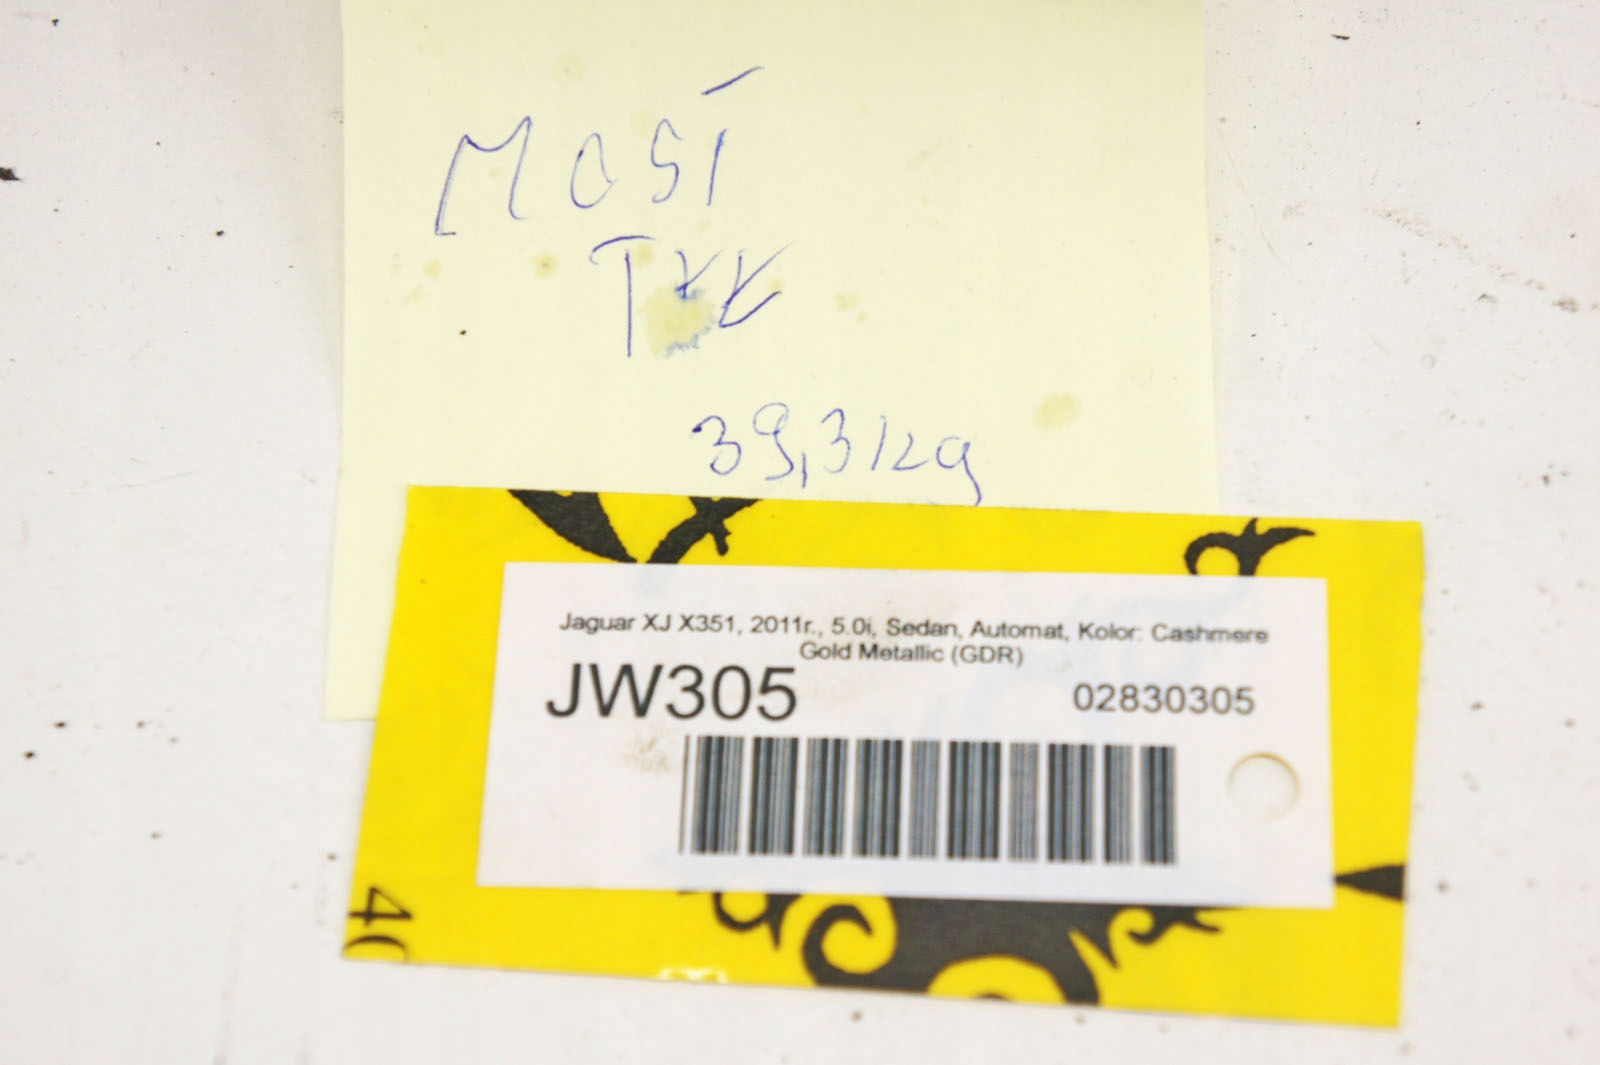 MOST
TYŁ
39,3kg
Jaguar XJ X351, 2011r., 5.0i, Sedan, Automat, Kolor: Cashmere
Gold Metallic (GDR)
JW305
02830305